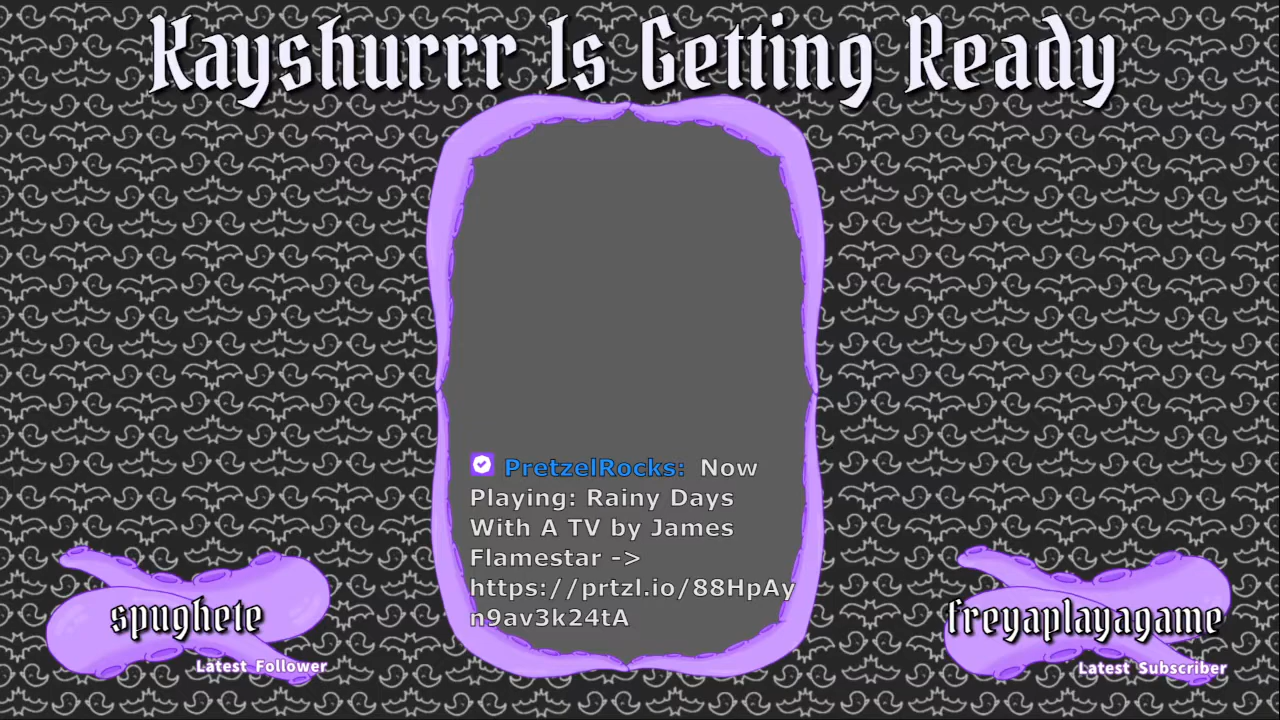 Kayshurrr Is Getting Ready
PretzelRocks: Now
Playing: Rainy Days
With A TV by James
Flamestar ->
https://prtzl.io/88HpAy
n9av3k24tA
spughete
Latest Follower
freyaplayagame
Latest Subscriber